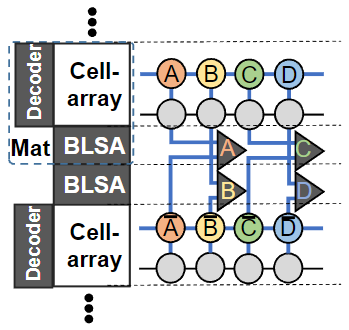 Decoder
Cell-
array
A B C D
Mat
BLSA
A
C
BLSA
B
D
Decoder
Cell-
array
A B C D